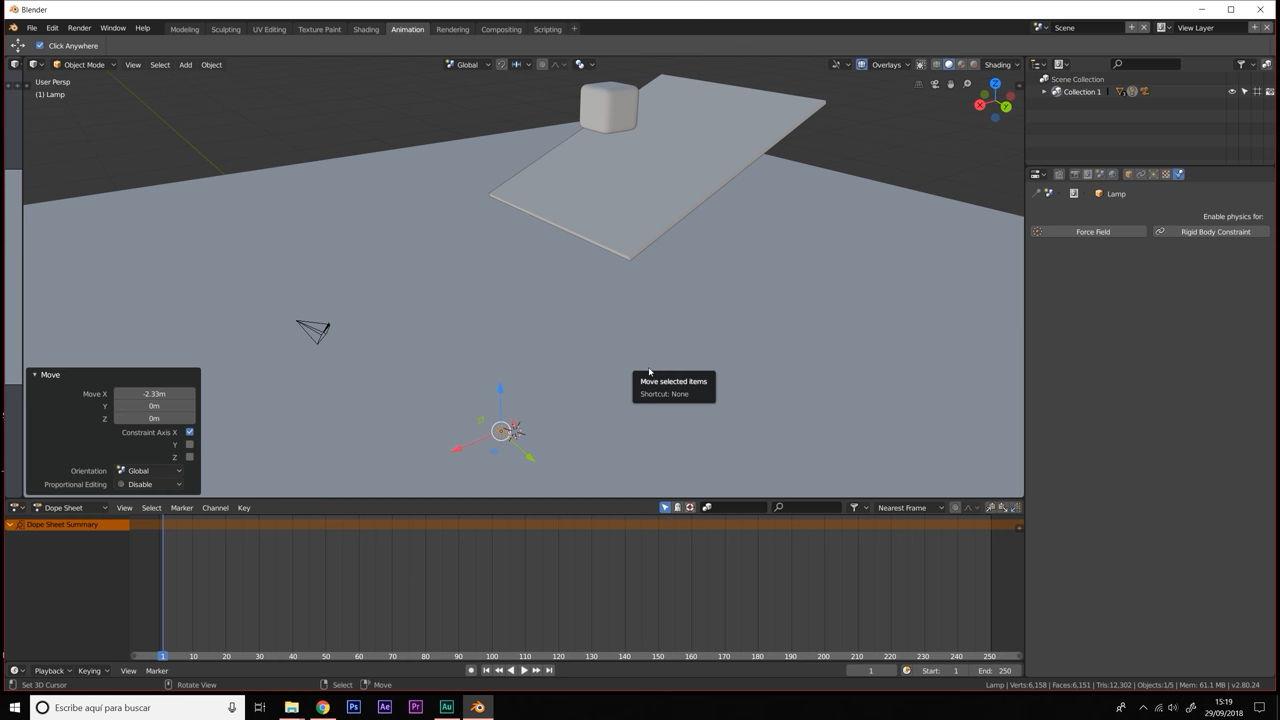 Blender
File Edit Render Window Help
Modeling Sculpting UV Editing Texture Paint Shading Animation Rendering Compositing Scripting +
Scene
View Layer
Click Anywhere
Object Mode View Select Add Object
Global
Overlays
Shading
User Persp
(1) Lamp
Z
X
Y
Scene Collection
Collection 1
Lamp
Enable physics for:
Force Field
Rigid Body Constraint
Move
Move X -2.33m
Y 0m
Z 0m
Constraint Axis X
Y
Z
Orientation Global
Proportional Editing Disable
Move selected items
Shortcut: None
Dope Sheet View Select Marker Channel Key
Nearest Frame
Dope Sheet Summary
1 10 20 30 40 50 60 70 80 90 100 110 120 130 140 150 160 170 180 190 200 210 220 230 240 250
Playback Keying View Marker
1
Start: 1
End: 250
Set 3D Cursor
Rotate View
Select
Move
Lamp | Verts:6,158 | Faces:6,151 | Tris:12,302 | Objects:1/5 | Mem: 61.1 MB | v2.80.24
Escribe aquí para buscar
Ps
Ae
Pr
Au
15:19
29/09/2018